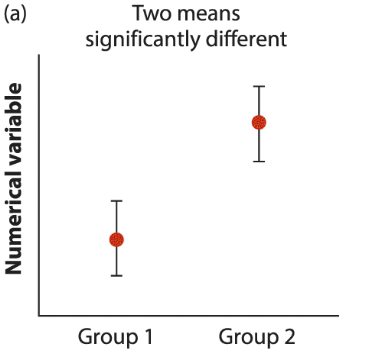 (a)
Two means
significantly different
Numerical variable
Group 1
Group 2